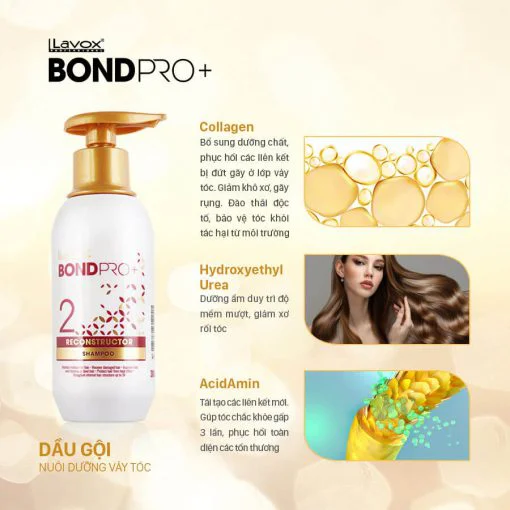 Lavox®
PROFESSIONAL
BONDPRO+
Collagen
Bổ sung dưỡng chất,
phục hồi các liên kết
bị đứt gãy ở lớp vảy
tóc. Giảm khô xơ, gãy
rụng. Đào thải độc
tố, bảo vệ tóc khỏi
tác hại từ môi trường
Lavox
BONDPRO+
2
RECONSTRUCTOR
SHAMPOO
Hydroxyethyl
Urea
Dưỡng ẩm duy trì độ
mềm mượt, giảm xơ
rối tóc
AcidAmin
Tái tạo các liên kết mới.
Giúp tóc chắc khỏe gấp
3 lần, phục hồi toàn
diện các tổn thương
DẦU GỘI
NUÔI DƯỠNG VẢY TÓC